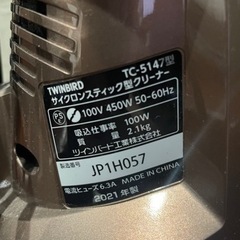 TWINBIRD TC-5147型
サイクロンスティック型クリーナー
PSE 100V 450W 50-60Hz
吸込仕事率 100W
質量 2.1kg
ツインバード工業株式会社
製造番号 JP1H057
電流ヒューズ 6.3A MADE IN CHINA
2021年製